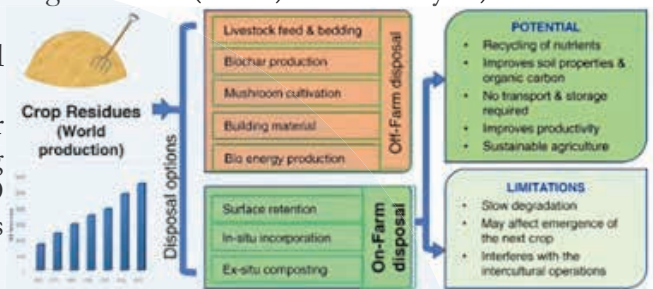 Crop Residues
(World
production)
Disposal options
Livestock feed & bedding
Biochar production
Mushroom cultivation
Building material
Bio energy production
Off-Farm disposal
Surface retention
In-situ incorporation
Ex-situ composting
On-Farm
disposal
POTENTIAL
• Recycling of nutrients
• Improves soil properties &
organic carbon
• No transport & storage
required
• Improves productivity
• Sustainable agriculture
LIMITATIONS
• Slow degradation
• May affect emergence of
the next crop
• Interferes with the
intercultural operations